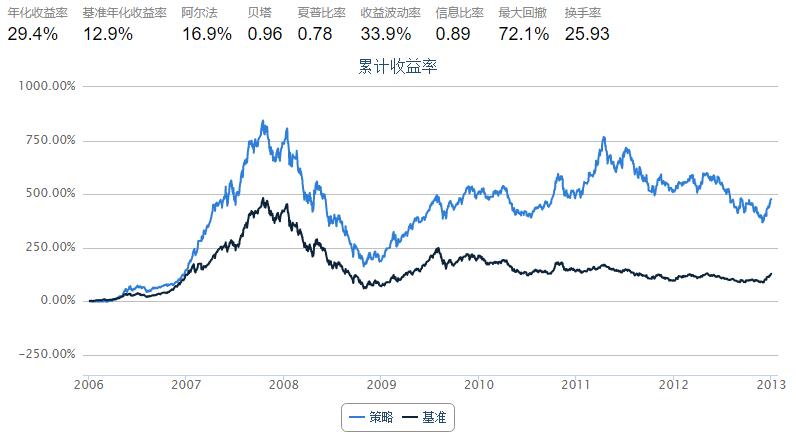 年化收益率 基准年化收益率 阿尔法 贝塔 夏普比率 收益波动率 信息比率 最大回撤 换手率
29.4% 12.9% 16.9% 0.96 0.78 33.9% 0.89 72.1% 25.93
累计收益率
1000.00%
750.00%
500.00%
250.00%
0.00%
−250.00%
2006 2007 2008 2009 2010 2011 2012 2013
策略 基准